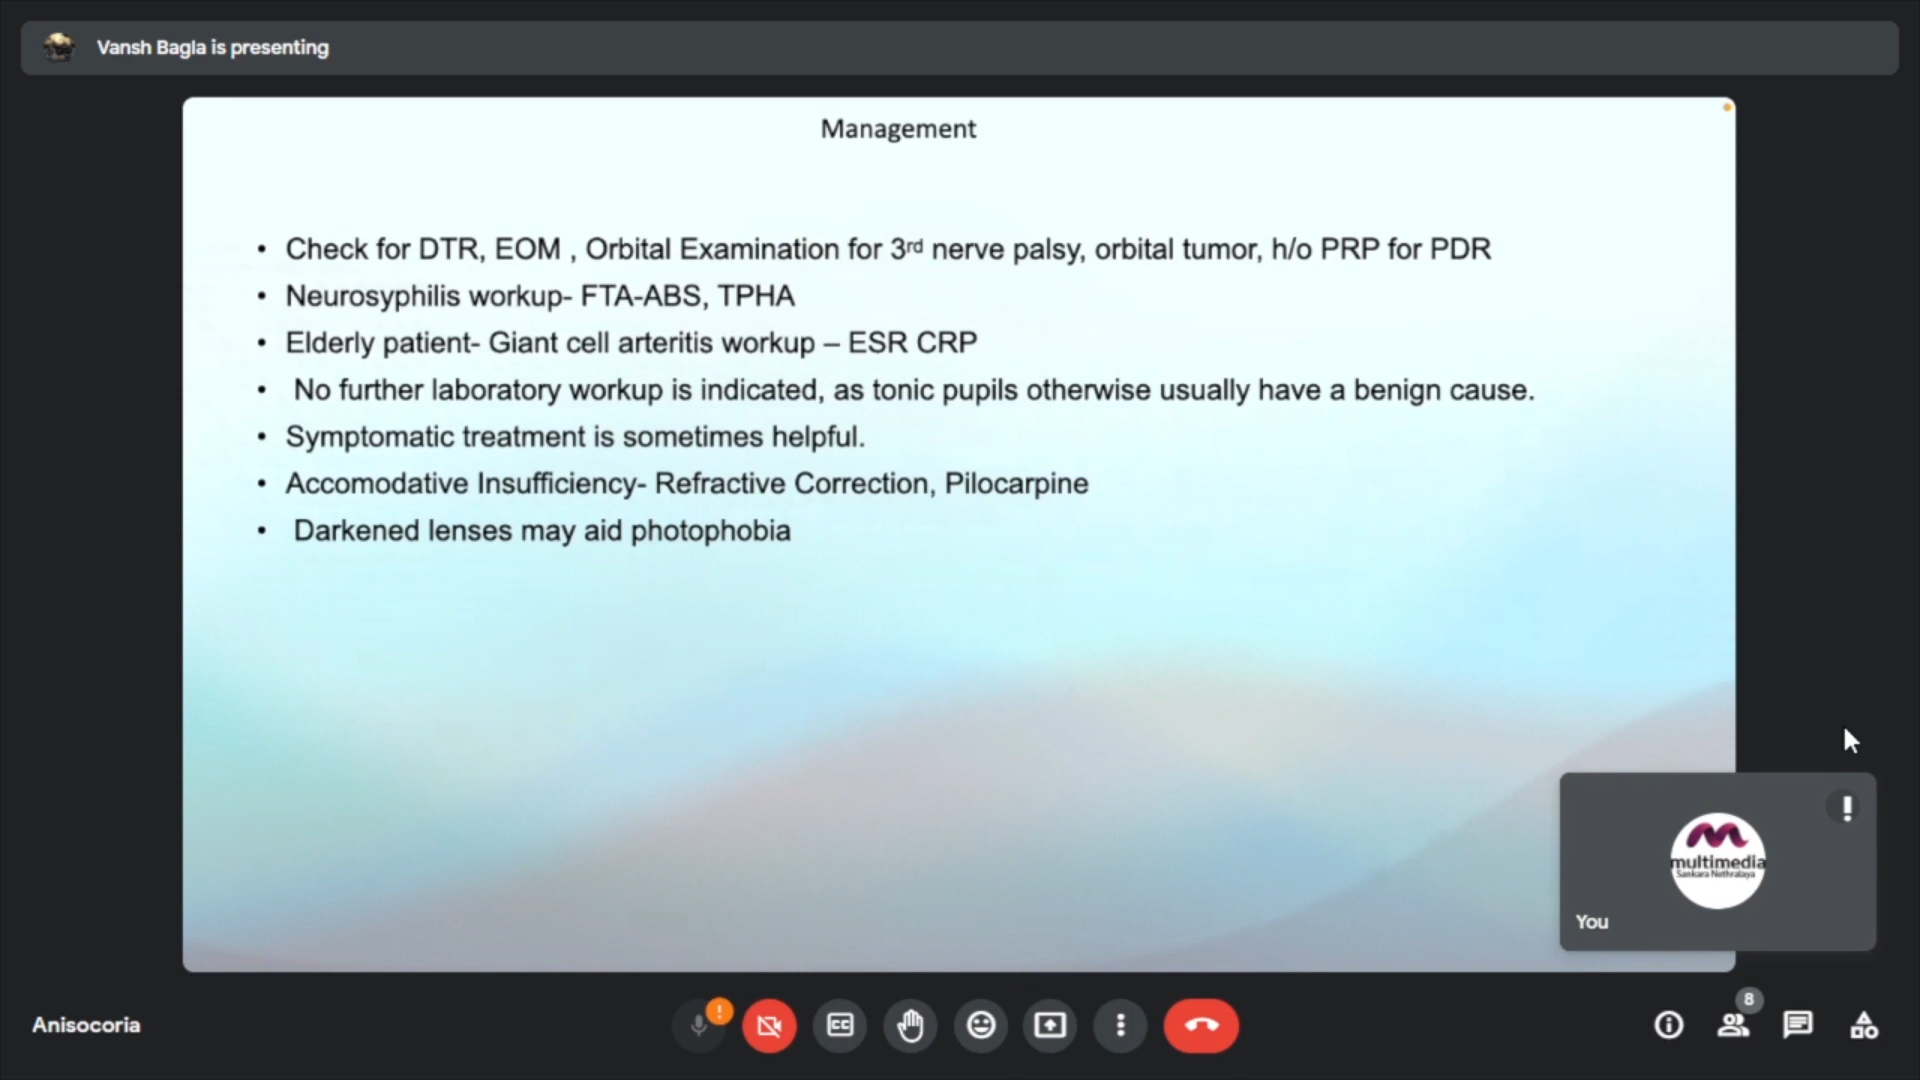 Vansh Bagla is presenting
Management
• Check for DTR, EOM , Orbital Examination for 3rd nerve palsy, orbital tumor, h/o PRP for PDR
• Neurosyphilis workup- FTA-ABS, TPHA
• Elderly patient- Giant cell arteritis workup – ESR CRP
• No further laboratory workup is indicated, as tonic pupils otherwise usually have a benign cause.
• Symptomatic treatment is sometimes helpful.
• Accomodative Insufficiency- Refractive Correction, Pilocarpine
• Darkened lenses may aid photophobia
multimedia
Sankara Nethralaya
You
Anisocoria
CC
8